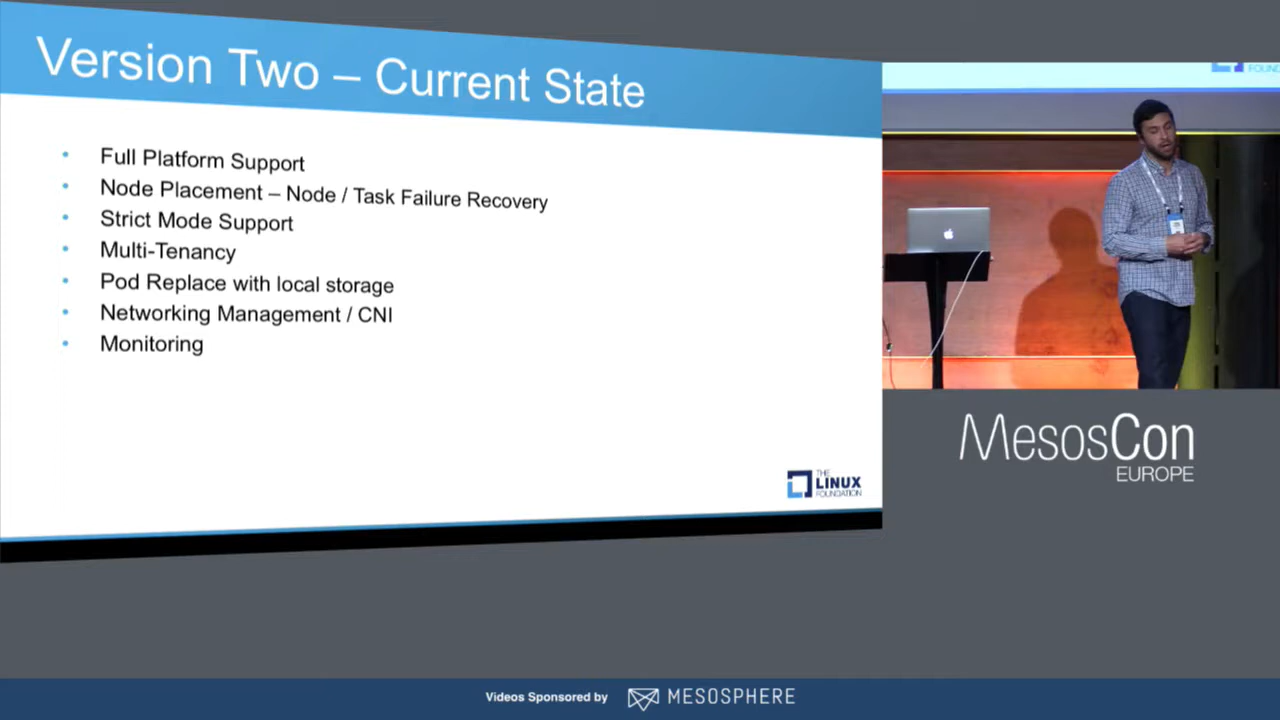 Version Two – Current State
• Full Platform Support
• Node Placement – Node / Task Failure Recovery
• Strict Mode Support
• Multi-Tenancy
• Pod Replace with local storage
• Networking Management / CNI
• Monitoring
THE
LINUX
FOUNDATION
FOUND
MesosCon
EUROPE
Videos Sponsored by MESOSPHERE